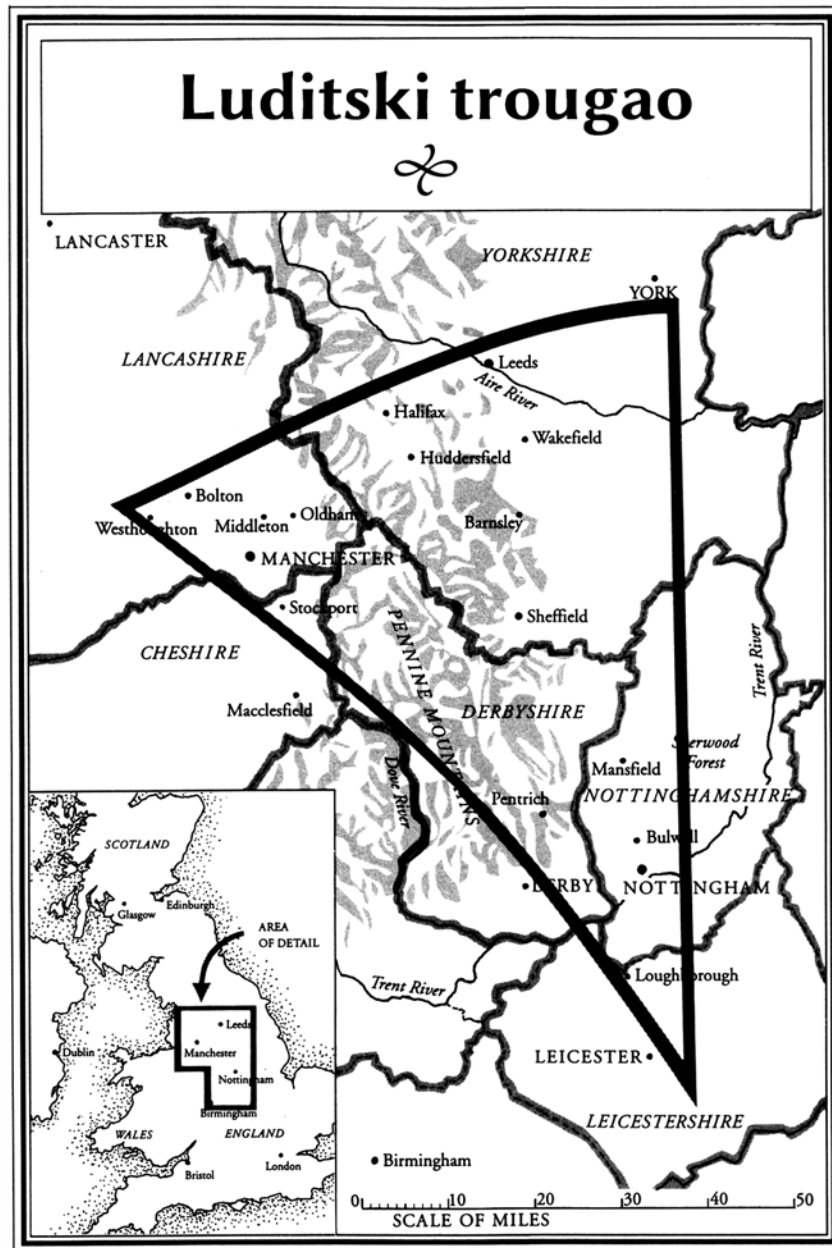 Luditski trougao
LANCASTER
YORKSHIRE
YORK
LANCASHIRE
Leeds
Aire River
Halifax
Wakefield
Huddersfield
Bolton
Westhoughton
Middleton
Oldham
Barnsley
MANCHESTER
Stockport
Sheffield
PENNINE MOUNTAINS
CHESHIRE
Trent River
Macclesfield
DERBYSHIRE
Sherwood
Forest
Mansfield
Dove River
Pentrich
NOTTINGHAMSHIRE
Bulwell
DERBY
NOTTINGHAM
Loughborough
Trent River
LEICESTER
LEICESTERSHIRE
Birmingham
SCOTLAND
Glasgow
Edinburgh
AREA
OF DETAIL
Leeds
Manchester
Dublin
Nottingham
Birmingham
WALES
ENGLAND
Bristol
London
0 10 20 30 40 50
SCALE OF MILES